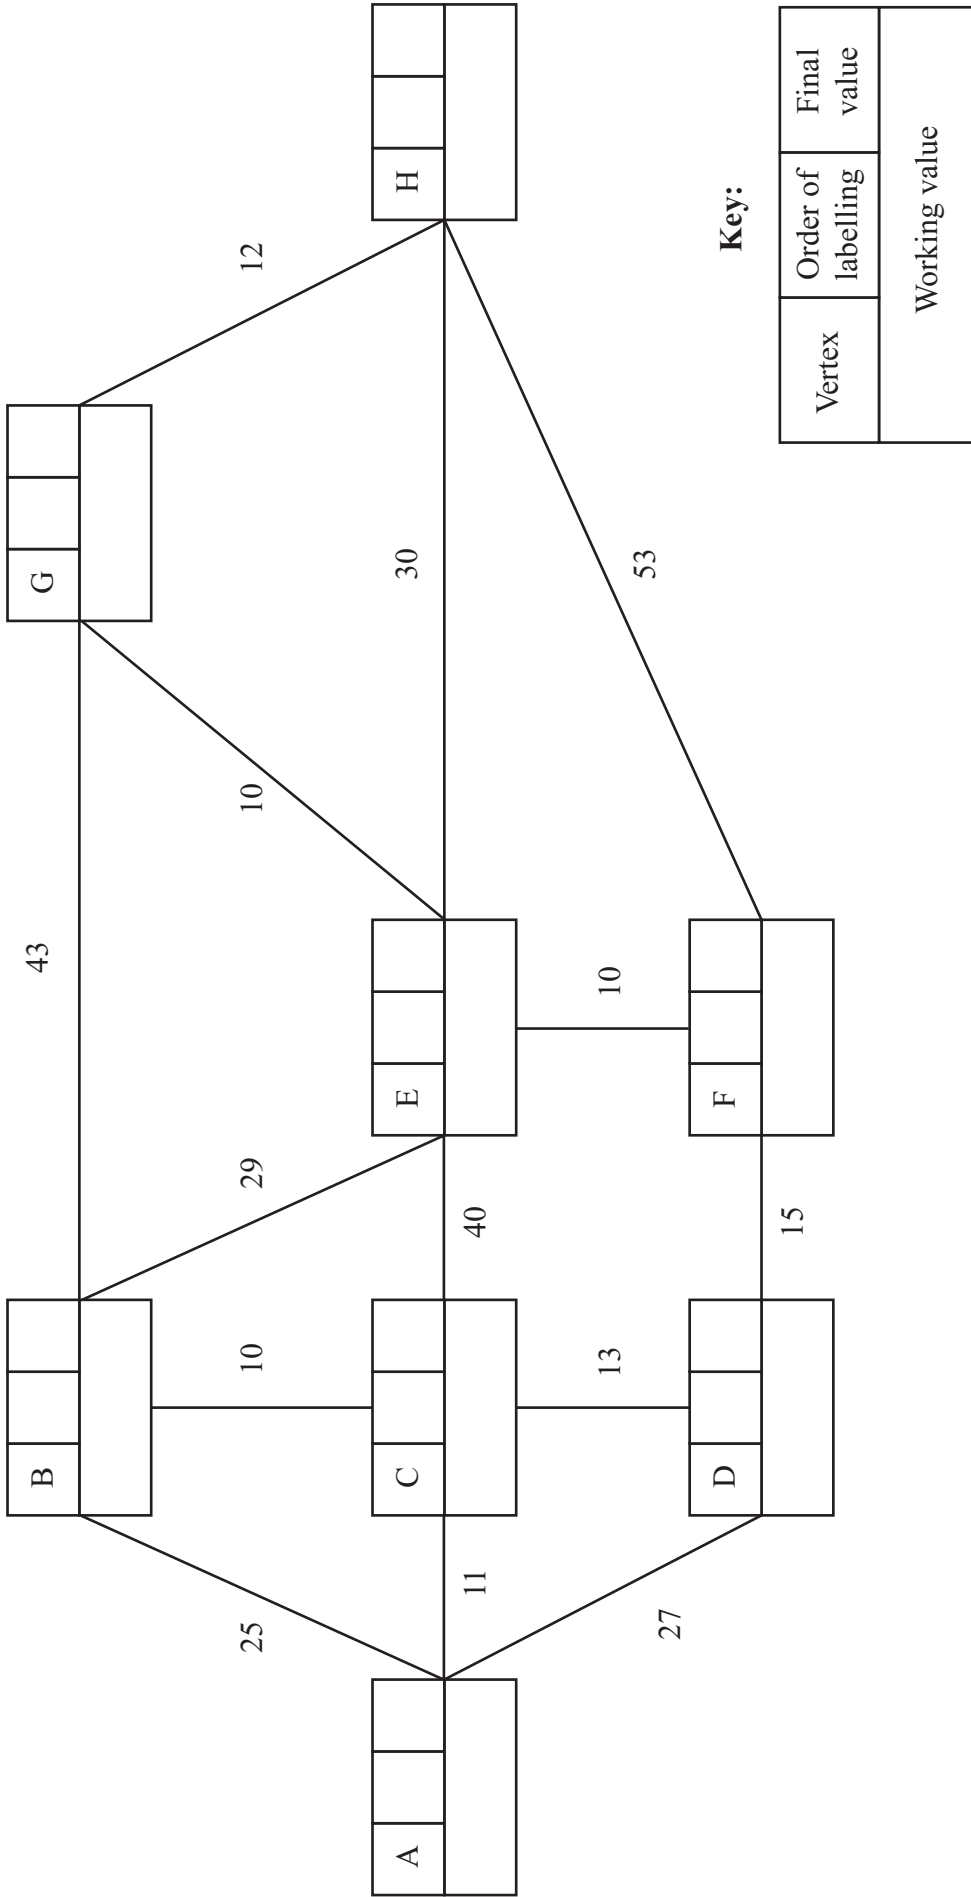 B
43
G
25
10
29
10
12
A
11
C
40
E
30
H
27
13
10
53
D
15
F
Key:
Vertex
Order of
labelling
Final
value
Working value